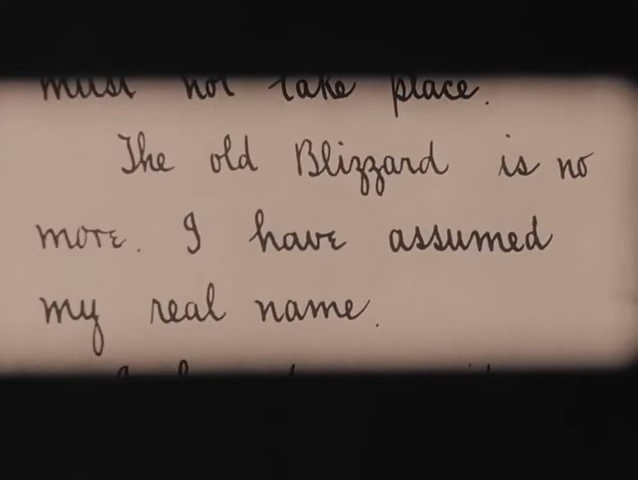 must not take place.
The old Blizzard is no
more. I have assumed
my real name.